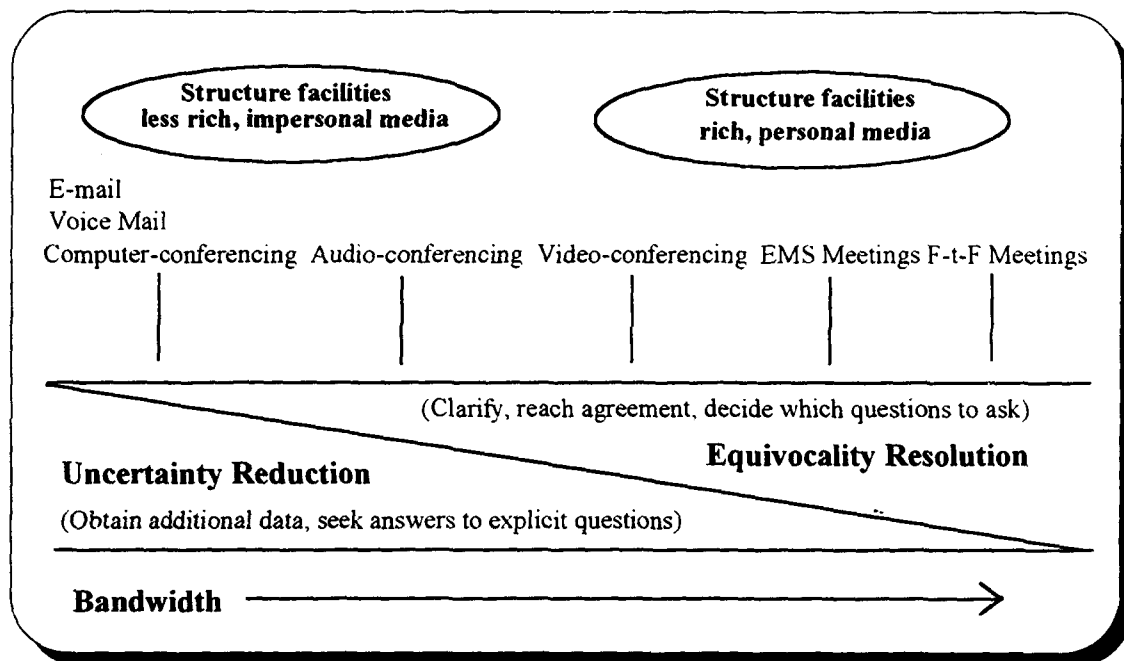 Structure facilities
less rich, impersonal media
Structure facilities
rich, personal media
E-mail
Voice Mail
Computer-conferencing Audio-conferencing Video-conferencing EMS Meetings F-t-F Meetings
(Clarify, reach agreement, decide which questions to ask)
Equivocality Resolution
Uncertainty Reduction
(Obtain additional data, seek answers to explicit questions)
Bandwidth